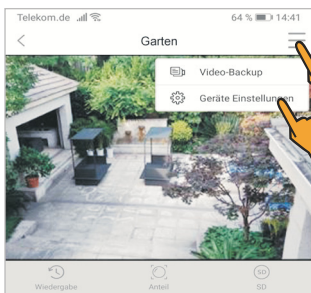 Telekom.de 64 % 14:41
Garten
Video-Backup
Geräte Einstellungen
Wiedergabe Anteil SD
SD